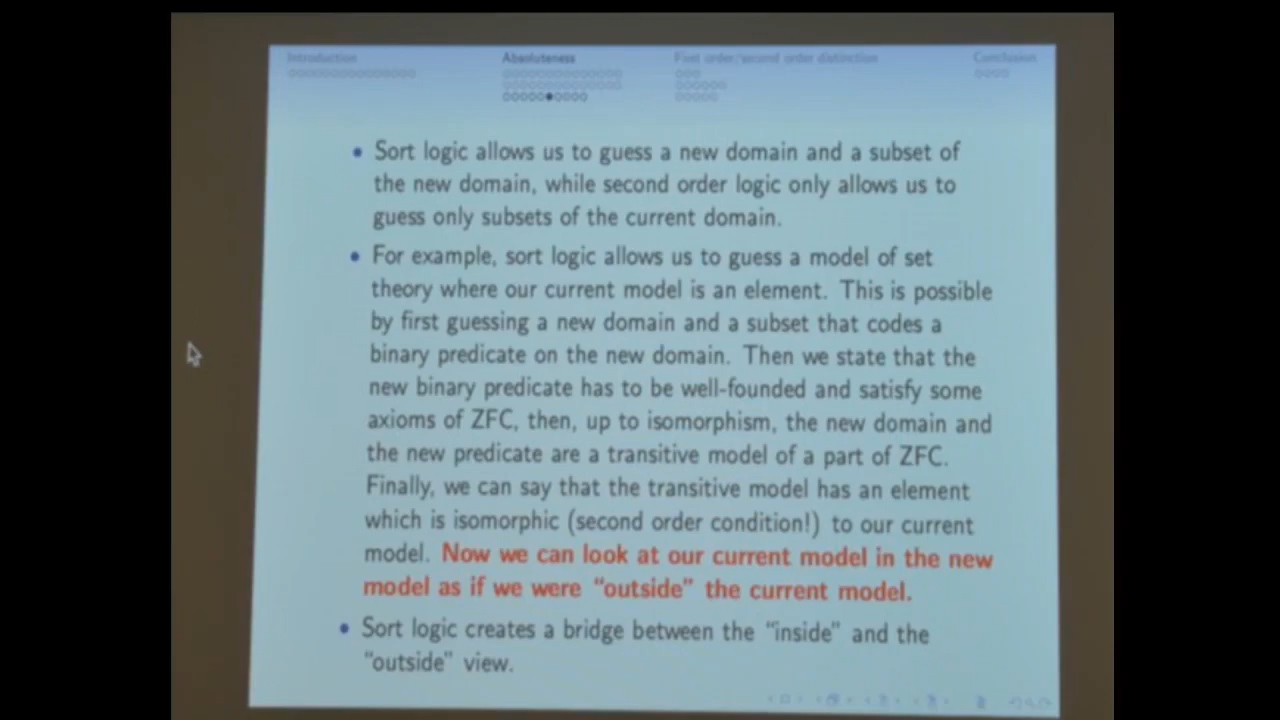 Introduction Absoluteness First order/second order distinction Conclusion
• Sort logic allows us to guess a new domain and a subset of
the new domain, while second order logic only allows us to
guess only subsets of the current domain.
• For example, sort logic allows us to guess a model of set
theory where our current model is an element. This is possible
by first guessing a new domain and a subset that codes a
binary predicate on the new domain. Then we state that the
new binary predicate has to be well-founded and satisfy some
axioms of ZFC, then, up to isomorphism, the new domain and
the new predicate are a transitive model of a part of ZFC.
Finally, we can say that the transitive model has an element
which is isomorphic (second order condition!) to our current
model. Now we can look at our current model in the new
model as if we were “outside” the current model.
• Sort logic creates a bridge between the “inside” and the
“outside” view.